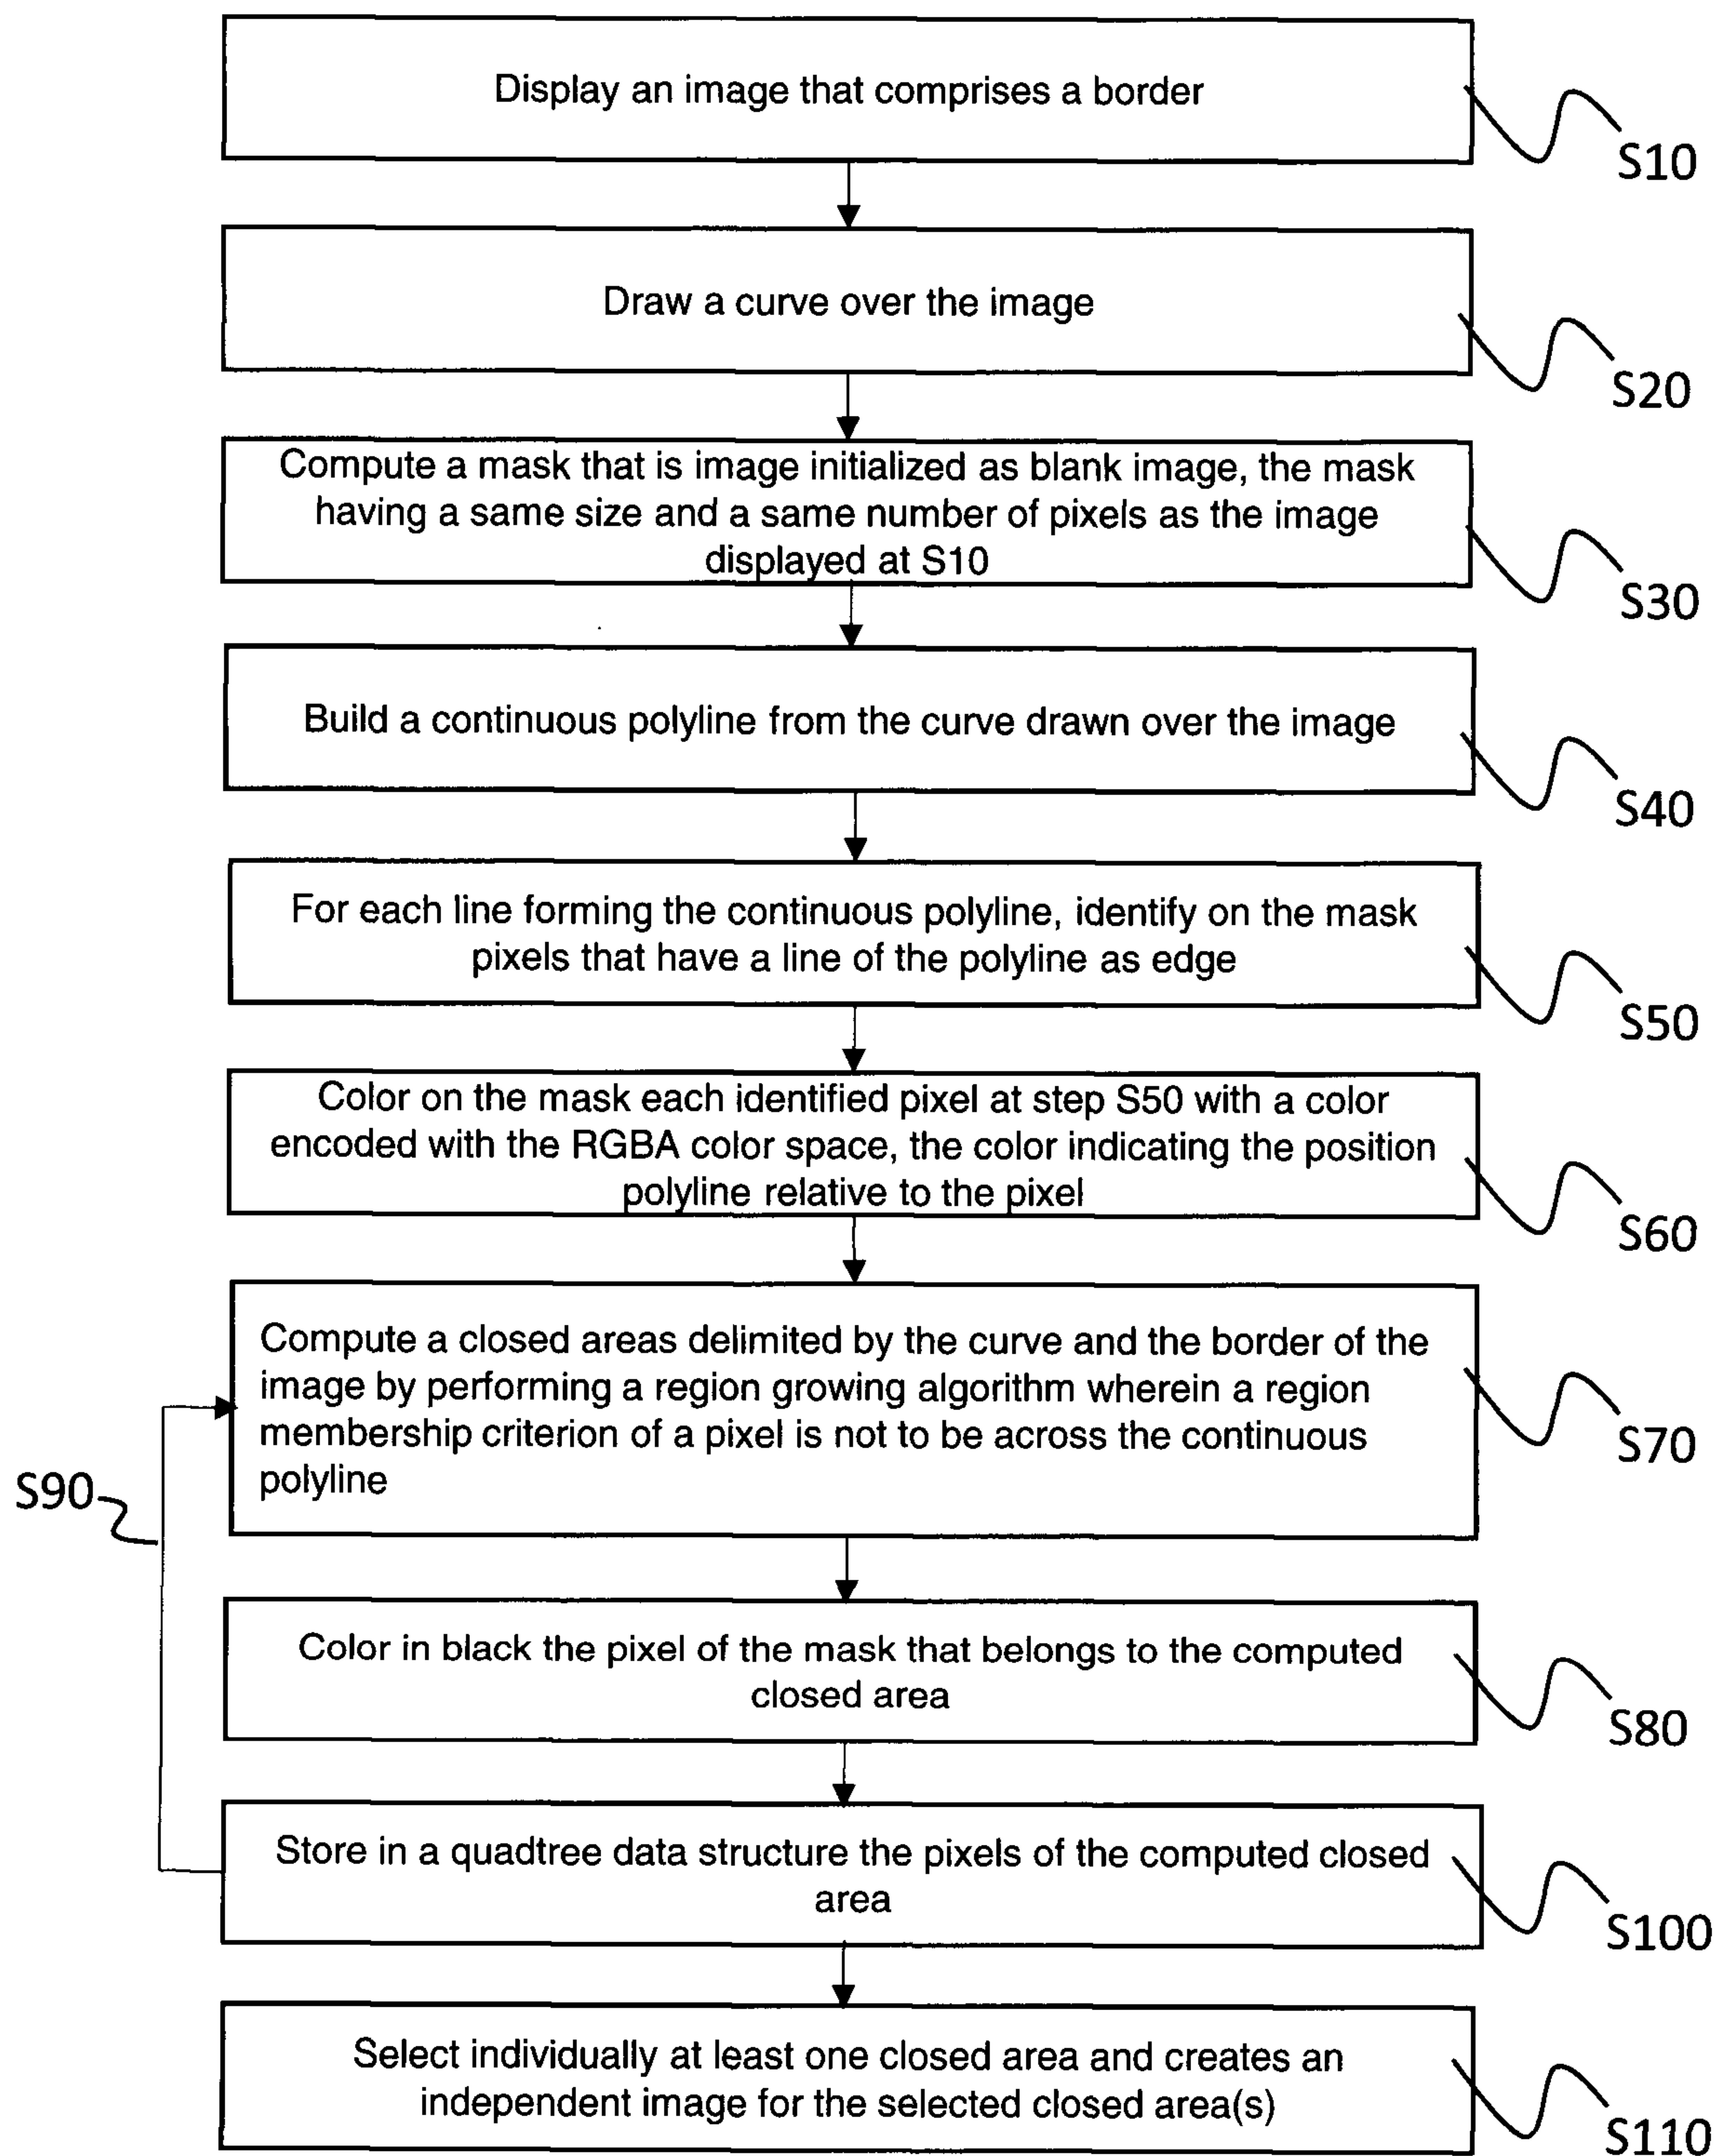 Display an image that comprises a border
S10
Draw a curve over the image
S20
Compute a mask that is image initialized as blank image, the mask
having a same size and a same number of pixels as the image
displayed at S10
S30
Build a continuous polyline from the curve drawn over the image
S40
For each line forming the continuous polyline, identify on the mask
pixels that have a line of the polyline as edge
S50
Color on the mask each identified pixel at step S50 with a color
encoded with the RGBA color space, the color indicating the position
polyline relative to the pixel
S60
Compute a closed areas delimited by the curve and the border of the
image by performing a region growing algorithm wherein a region
membership criterion of a pixel is not to be across the continuous
polyline
S70
S90
Color in black the pixel of the mask that belongs to the computed
closed area
S80
Store in a quadtree data structure the pixels of the computed closed
area
S100
Select individually at least one closed area and creates an
independent image for the selected closed area(s)
S110